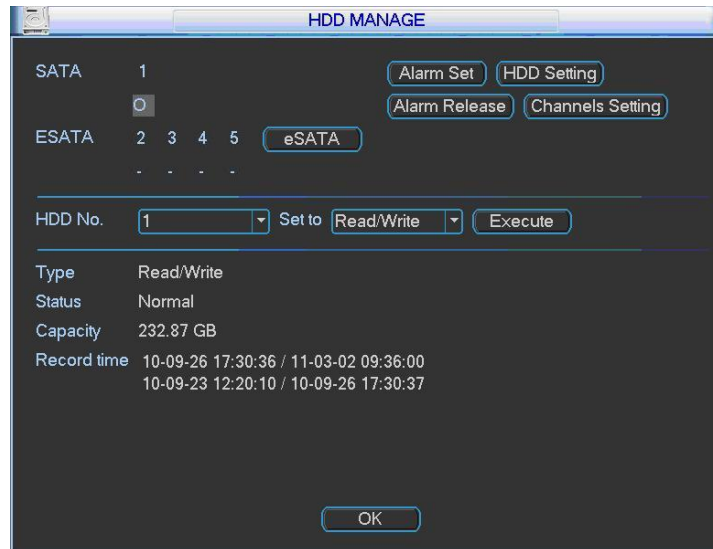 HDD MANAGE
SATA 1 Alarm Set HDD Setting
O Alarm Release Channels Setting
ESATA 2 3 4 5 eSATA
- - - -
HDD No. 1 Set to Read/Write Execute
Type Read/Write
Status Normal
Capacity 232.87 GB
Record time 10-09-26 17:30:36 / 11-03-02 09:36:00
10-09-23 12:20:10 / 10-09-26 17:30:37
OK